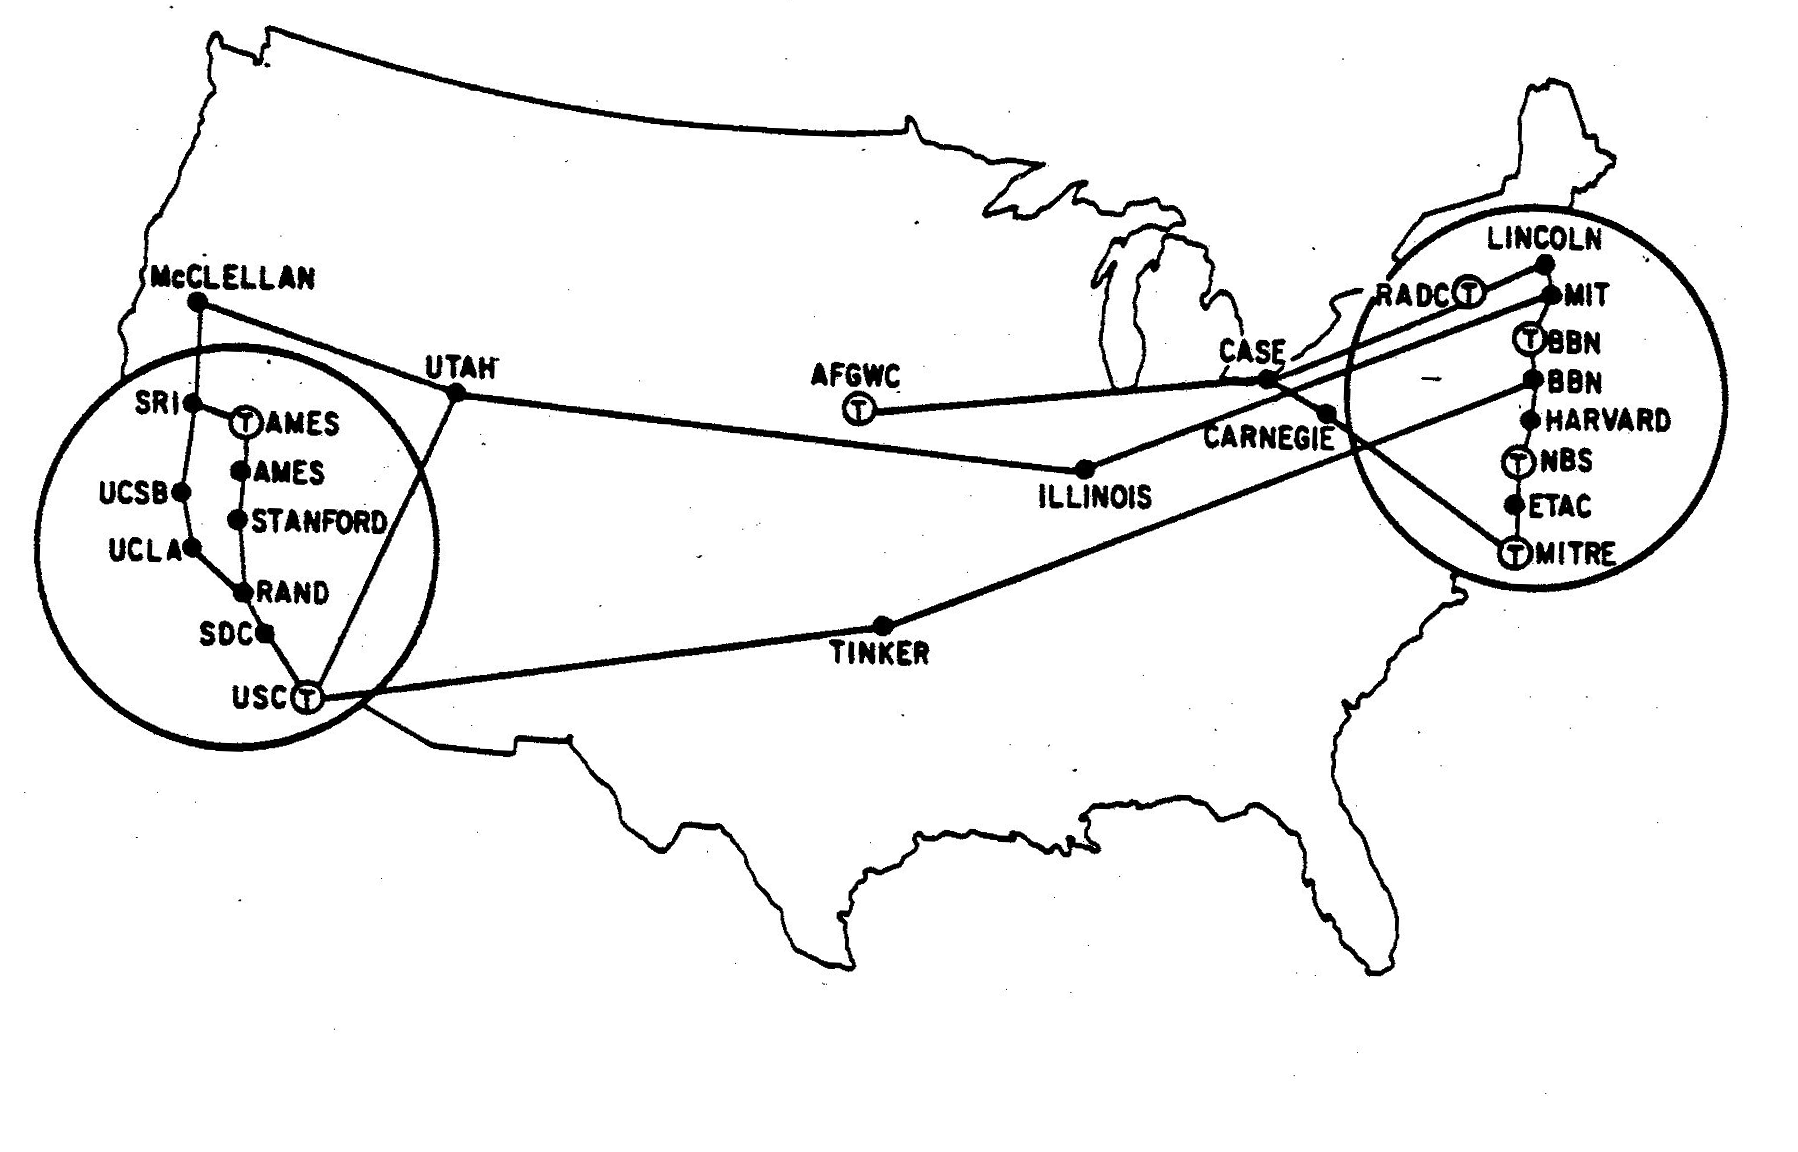 LINCOLN
McCLELLAN
RADC T
MIT
T BBN
CASE
UTAH
AFGWC
T
BBN
SRI
T AMES
HARVARD
CARNEGIE
AMES
T NBS
UCSB
ILLINOIS
ETAC
STANFORD
UCLA
T MITRE
RAND
SDC
TINKER
USC T